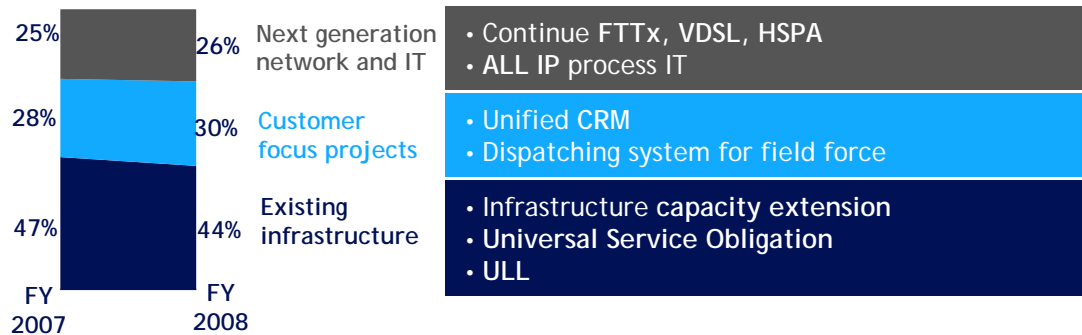 25%
26%
Next generation
network and IT
• Continue FTTx, VDSL, HSPA
• ALL IP process IT
28%
30%
Customer
focus projects
• Unified CRM
• Dispatching system for field force
47%
44%
Existing
infrastructure
• Infrastructure capacity extension
• Universal Service Obligation
• ULL
FY
2007
FY
2008